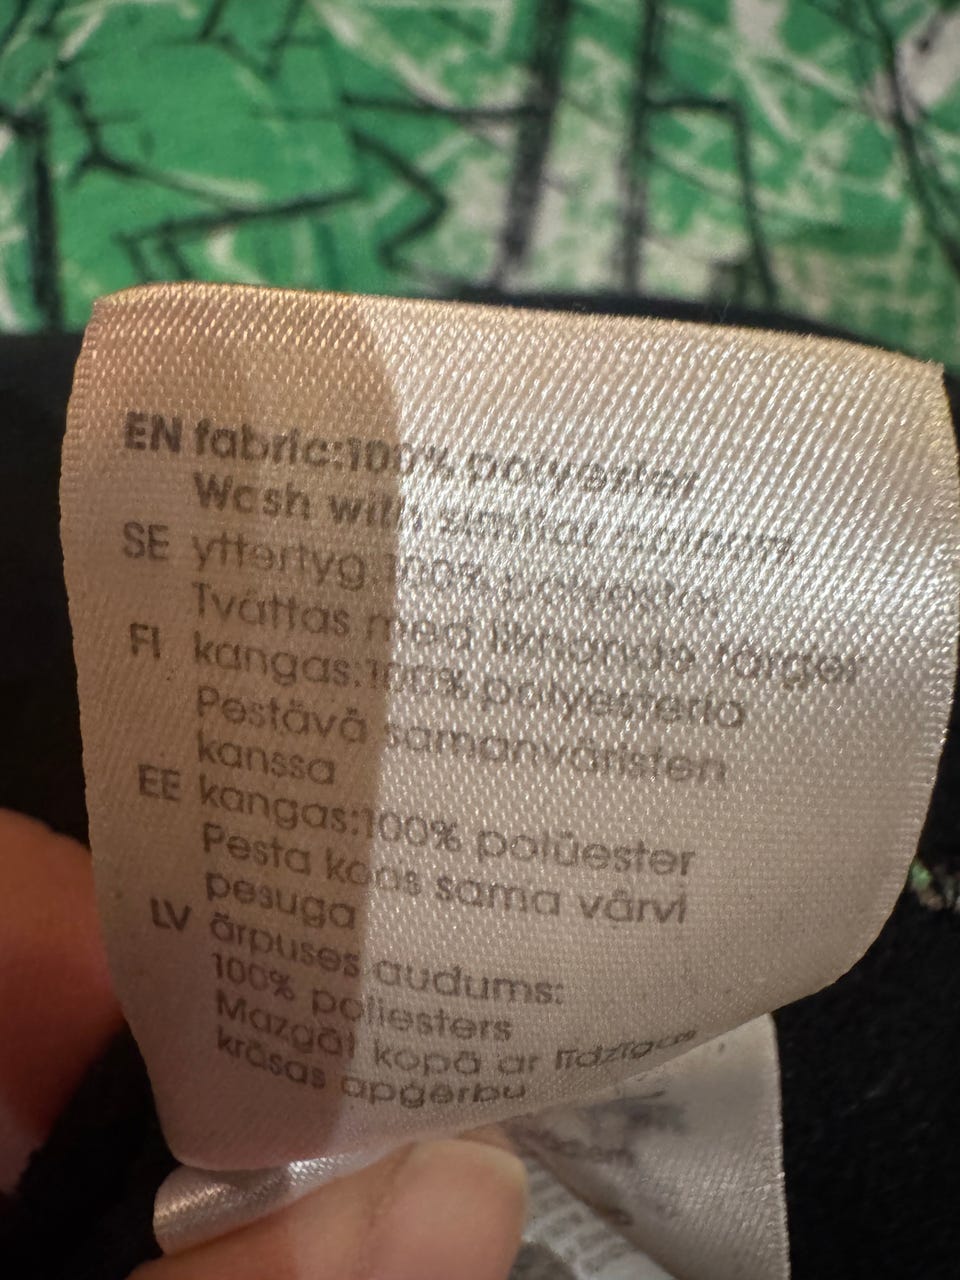 EN fabric:100% polyester
Wash with similar colours
SE yttertyg:100% polyester
Tvättas med liknande färger
FI kangas:100% polyesteria
Pestävä samanväristen
kanssa
EE kangas:100% polüester
Pesta koos sama värvi
pesuga
LV ārpuses audums:
100% poliesters
Mazgāt kopā ar līdzīgas
krāsas apģērbu